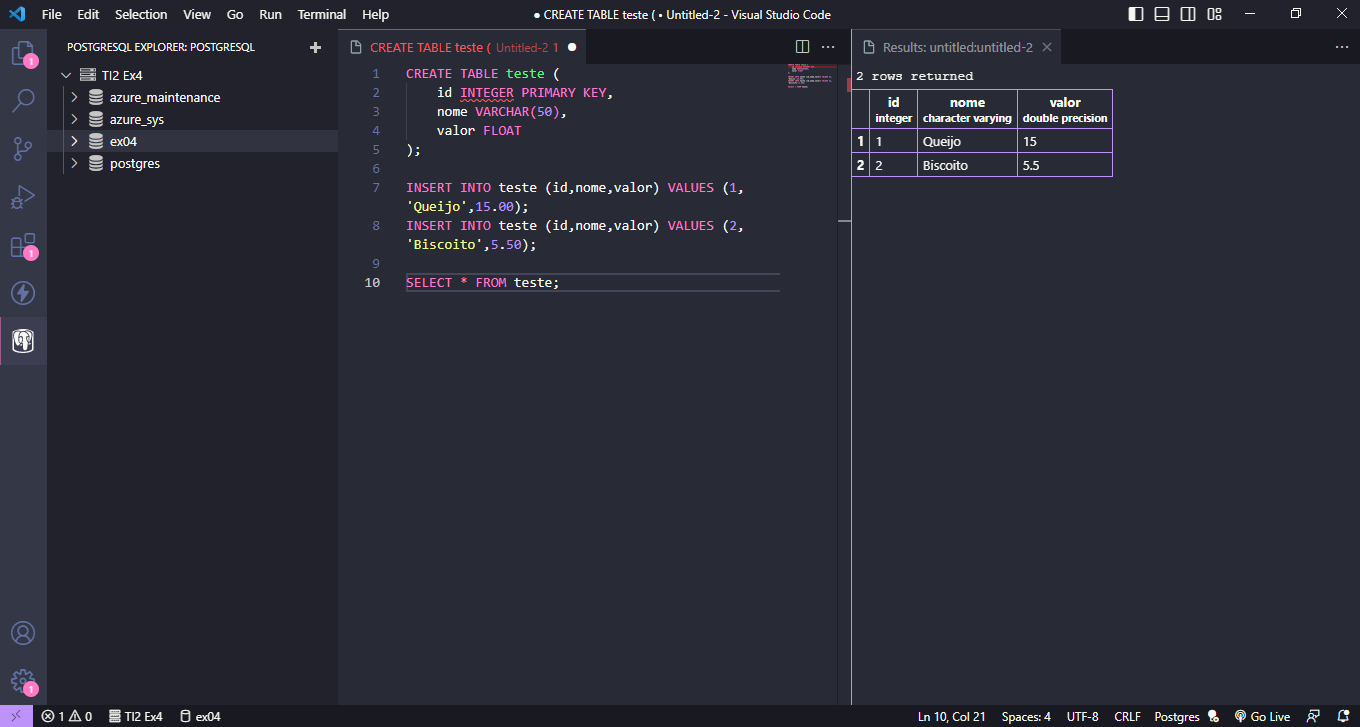 File Edit Selection View Go Run Terminal Help
● CREATE TABLE teste ( • Untitled-2 - Visual Studio Code
1
1
1
POSTGRESQL EXPLORER: POSTGRESQL
TI2 Ex4
azure_maintenance
azure_sys
ex04
postgres
CREATE TABLE teste ( Untitled-2 1
1 CREATE TABLE teste (
2 id INTEGER PRIMARY KEY,
3 nome VARCHAR(50),
4 valor FLOAT
5 );
6
7 INSERT INTO teste (id,nome,valor) VALUES (1,
'Queijo',15.00);
8 INSERT INTO teste (id,nome,valor) VALUES (2,
'Biscoito',5.50);
9
10 SELECT * FROM teste;
Results: untitled:untitled-2
2 rows returned
id nome valor
integer character varying double precision
1 1 Queijo 15
2 2 Biscoito 5.5
1 0 TI2 Ex4 ex04 Ln 10, Col 21 Spaces: 4 UTF-8 CRLF Postgres Go Live